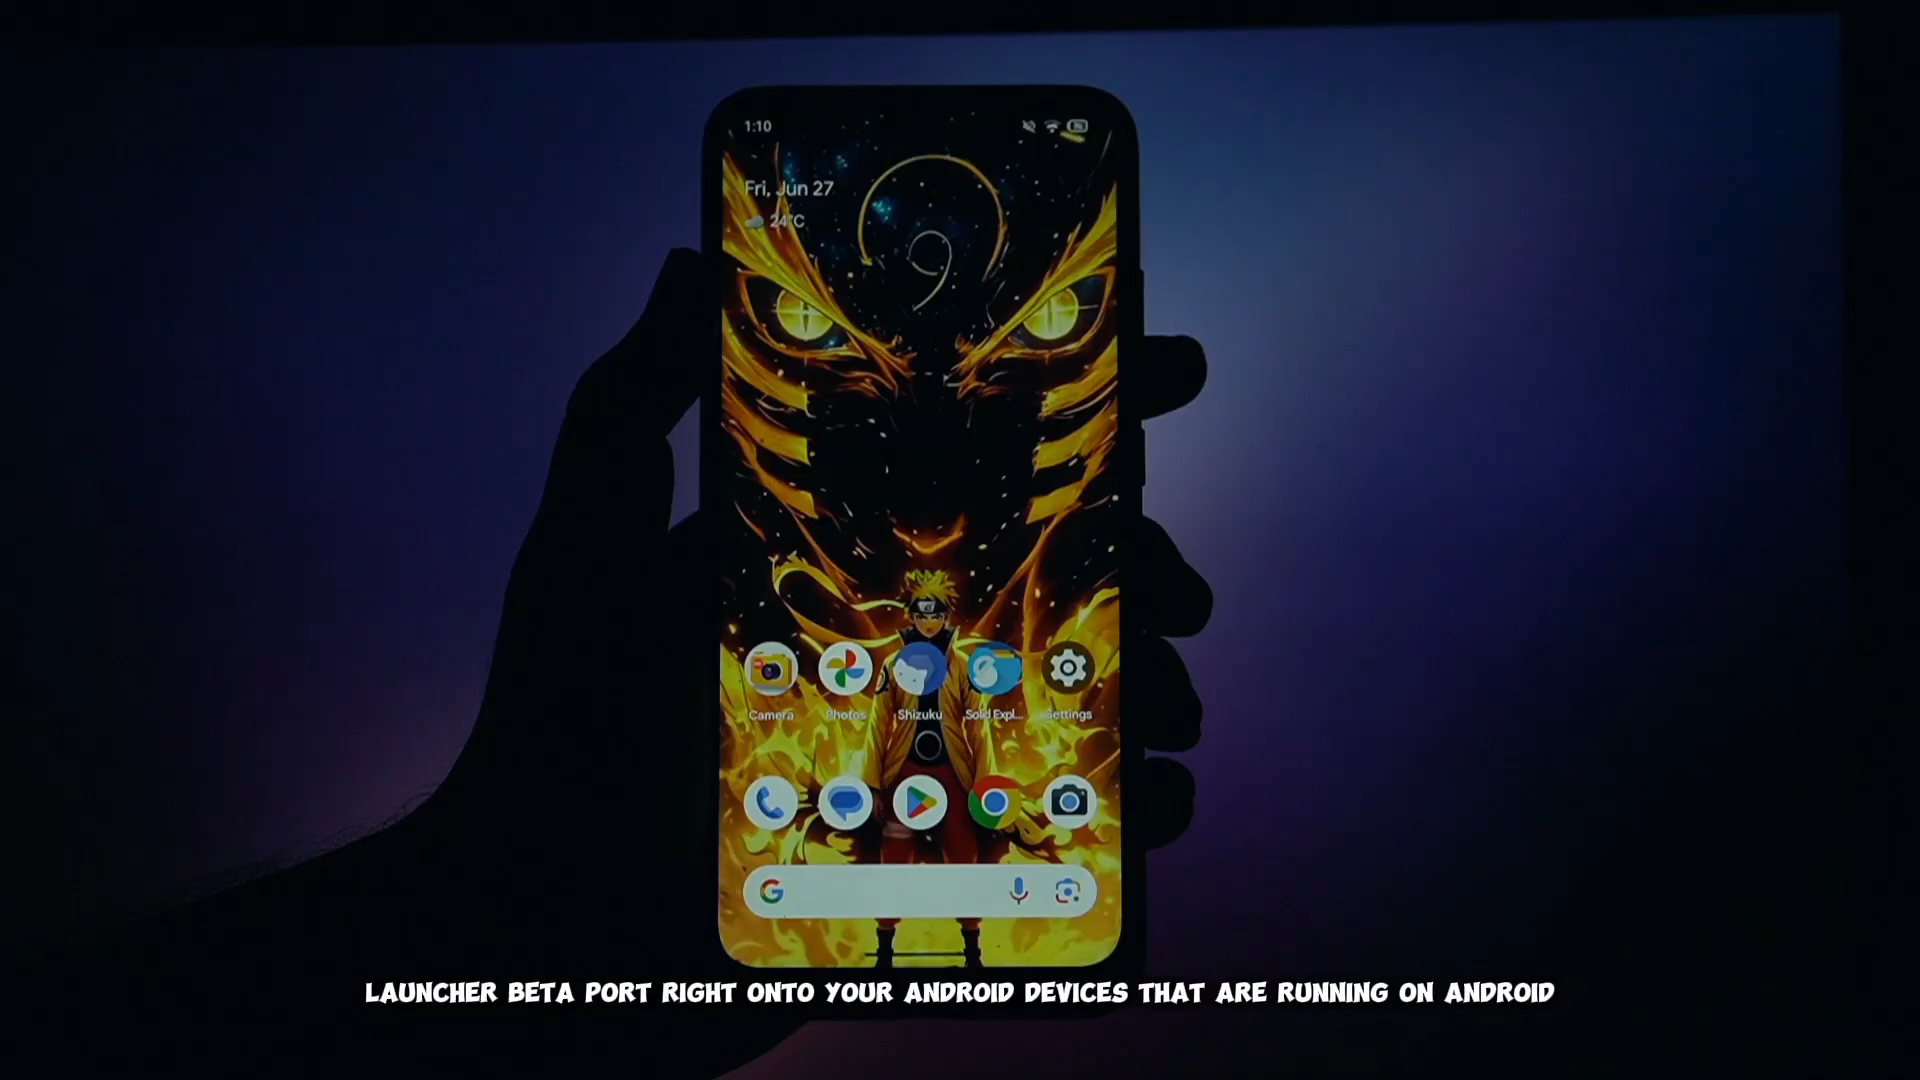 1:10
Fri, Jun 27
24°C
Camera
Photos
Shizuku
Solid Expl...
Settings
LAUNCHER BETA PORT RIGHT ONTO YOUR ANDROID DEVICES THAT ARE RUNNING ON ANDROID